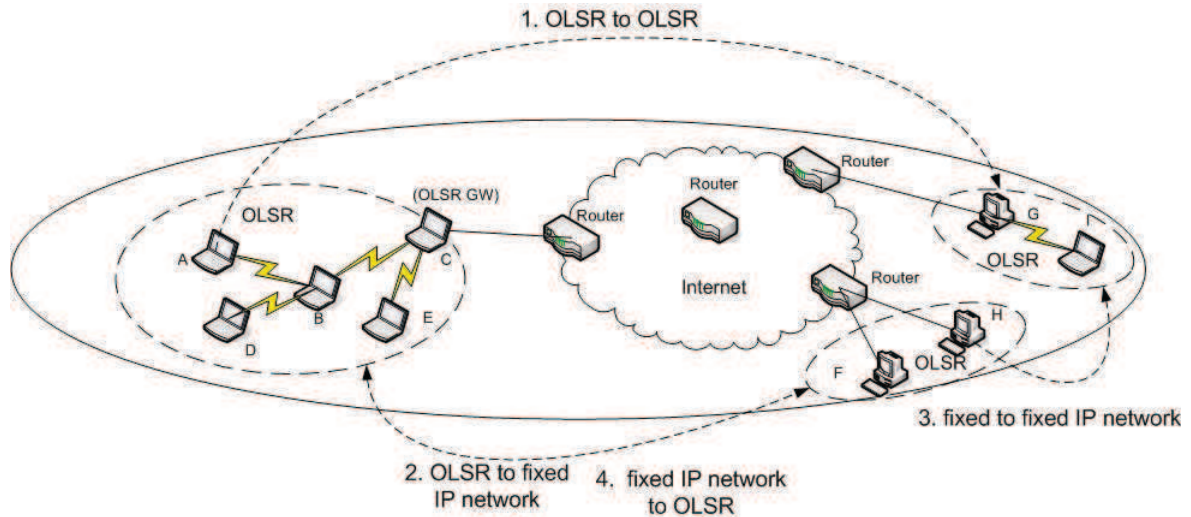 1. OLSR to OLSR
Router
Router
(OLSR GW)
Router
G
OLSR
A
C
OLSR
Router
Internet
B
E
H
D
F
OLSR
3. fixed to fixed IP network
2. OLSR to fixed
IP network
4. fixed IP network
to OLSR